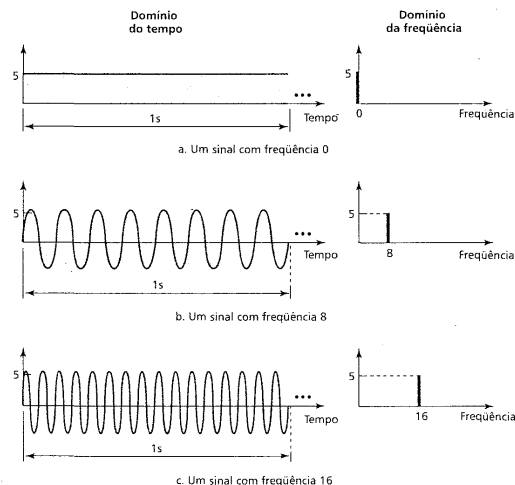 Domínio
do tempo
Domínio
da freqüência
5
•••
Tempo
1s
5
0
Freqüência
a. Um sinal com freqüência 0
5
•••
Tempo
1s
5
8
Freqüência
b. Um sinal com freqüência 8
5
•••
Tempo
1s
5
16
Freqüência
c. Um sinal com freqüência 16